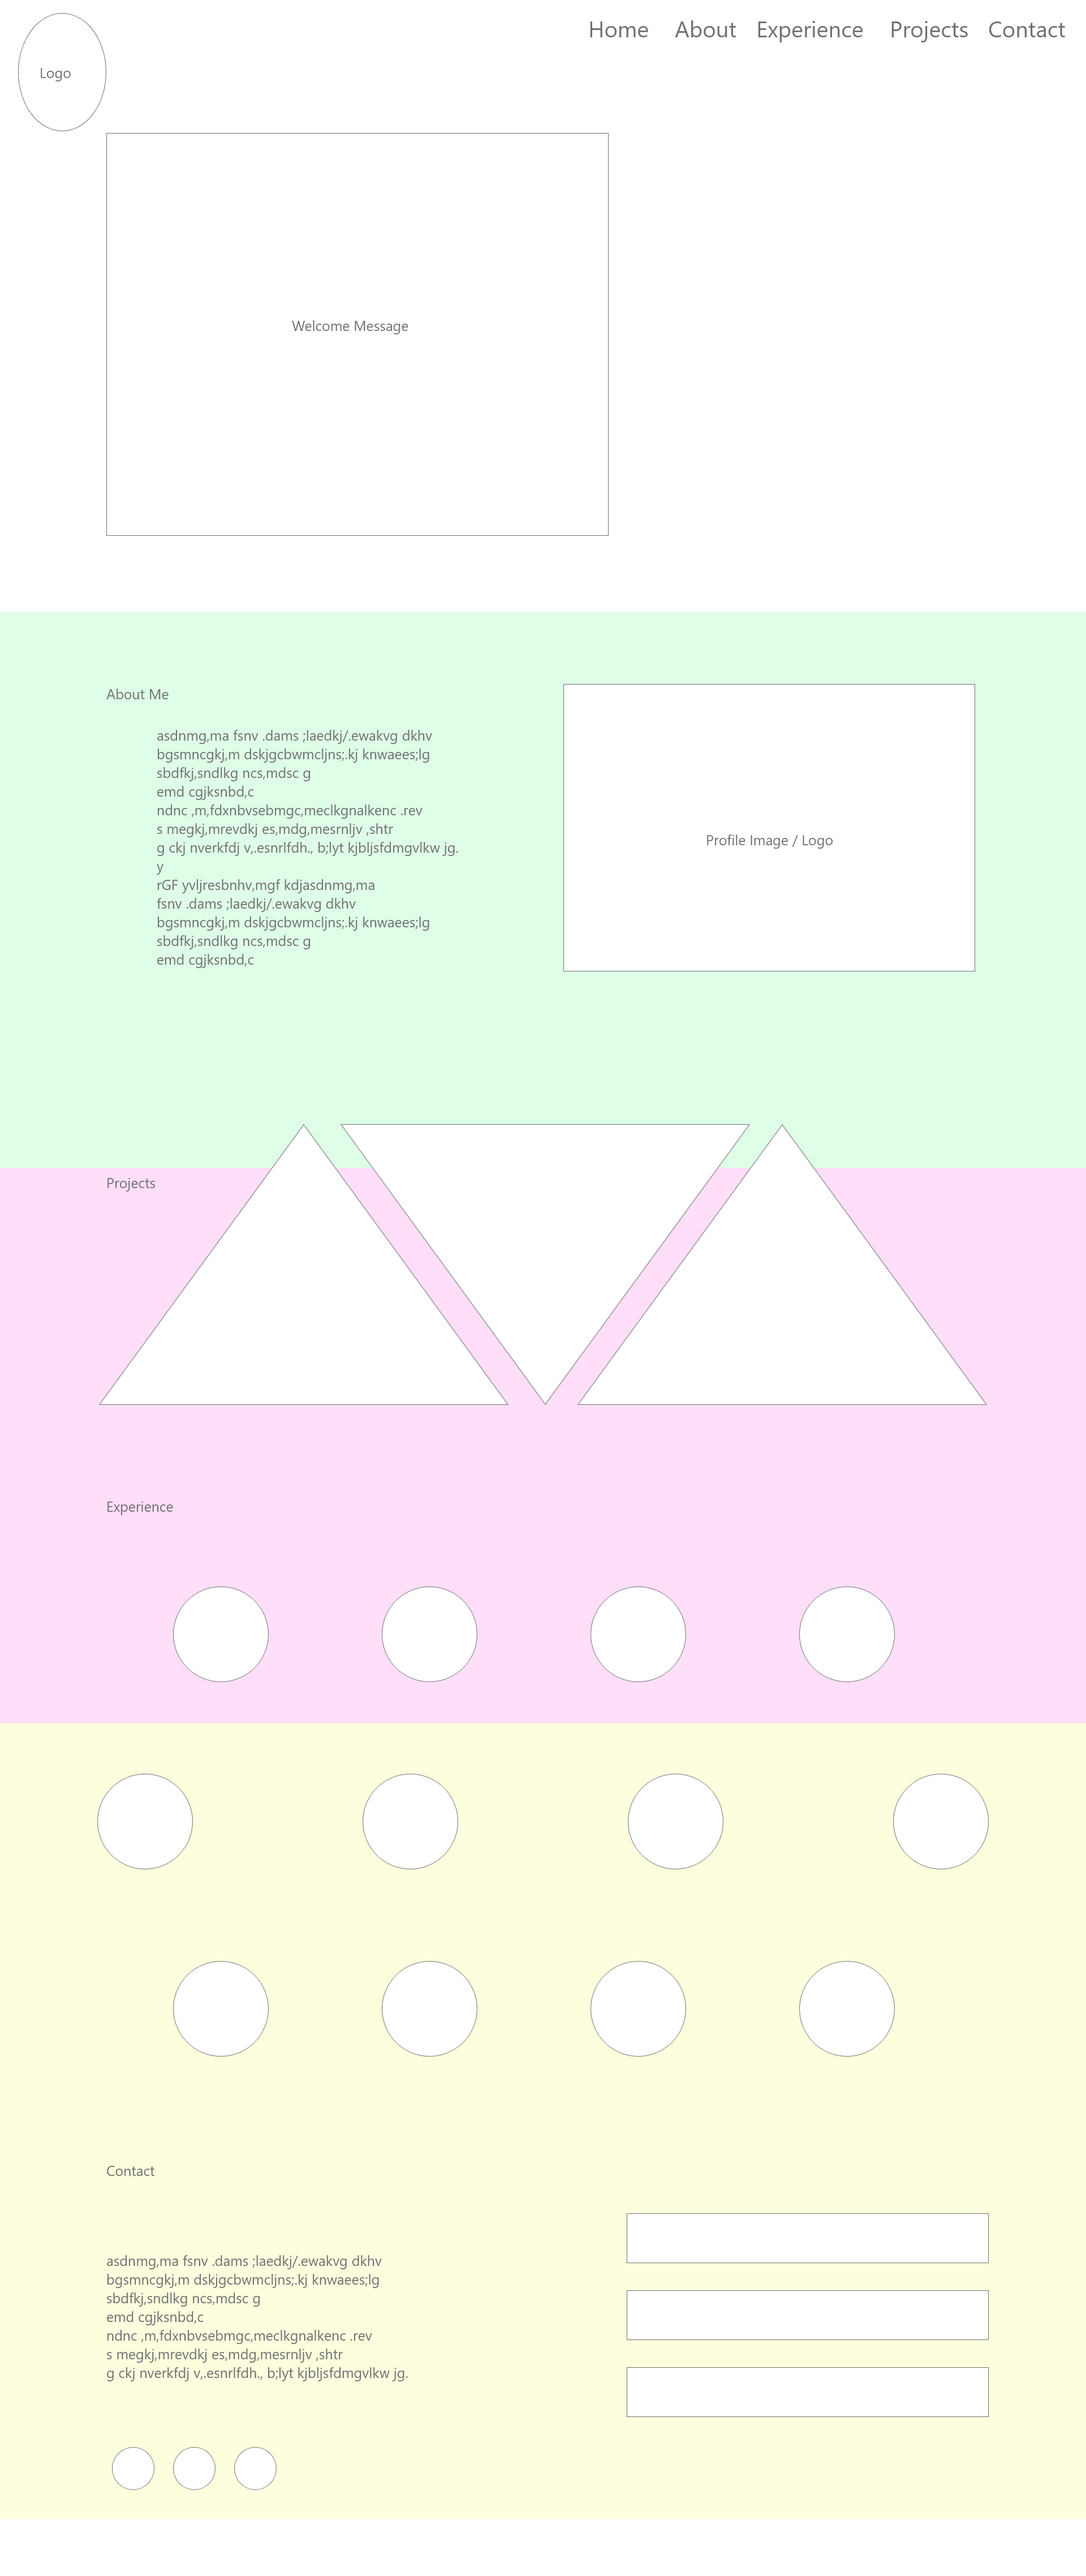 Home About Experience Projects Contact
Logo
Welcome Message
About Me
asdnmg,ma fsnv .dams ;laedkj/.ewakvg dkhv
bgsmncgkj,m dskjgcbwmcljns;.kj knwaees;lg
sbdfkj,sndlkg ncs,mdsc g
emd cgjksnbd,c
ndnc ,m,fdxnbvsebmgc,meclkgnalkenc .rev
s megkj,mrevdkj es,mdg,mesrnljv ,shtr
g ckj nverkfdj v,.esnrlfdh., b;lyt kjbljsfdmgvlkw jg.
y
rGF yvljresbnhv,mgf kdjasdnmg,ma
fsnv .dams ;laedkj/.ewakvg dkhv
bgsmncgkj,m dskjgcbwmcljns;.kj knwaees;lg
sbdfkj,sndlkg ncs,mdsc g
emd cgjksnbd,c
Profile Image / Logo
Projects
Experience
Contact
asdnmg,ma fsnv .dams ;laedkj/.ewakvg dkhv
bgsmncgkj,m dskjgcbwmcljns;.kj knwaees;lg
sbdfkj,sndlkg ncs,mdsc g
emd cgjksnbd,c
ndnc ,m,fdxnbvsebmgc,meclkgnalkenc .rev
s megkj,mrevdkj es,mdg,mesrnljv ,shtr
g ckj nverkfdj v,.esnrlfdh., b;lyt kjbljsfdmgvlkw jg.